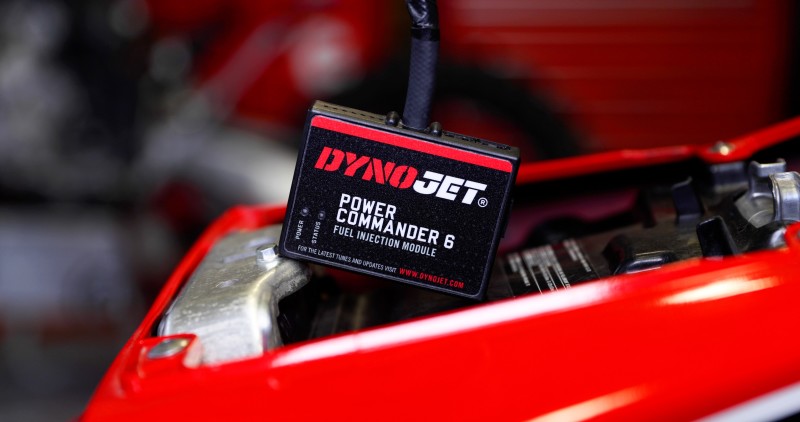 DYNOJET®
POWER
COMMANDER 6
FUEL INJECTION MODULE
POWER
STATUS
FOR THE LATEST TUNES AND UPDATES VISIT WWW.DYNOJET.COM